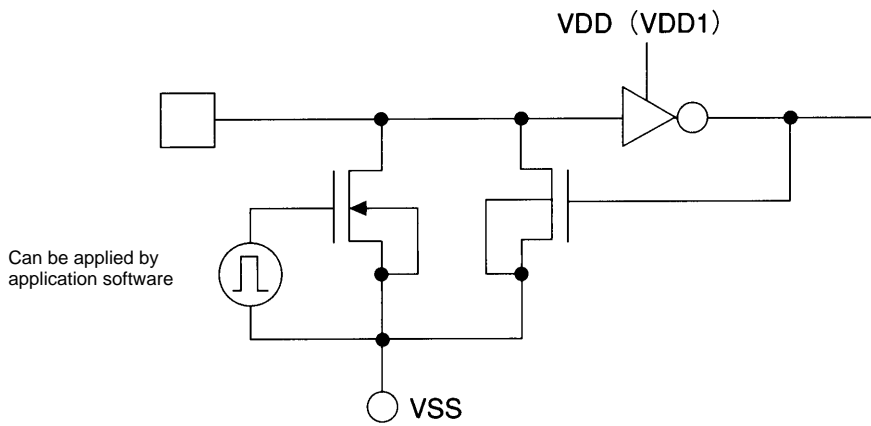 VDD (VDD1)
Can be applied by
application software
VSS